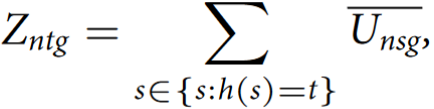 $Z_{ntg} = \sum_{s \in \{s:h(s)=t\}} \overline{U_{nsg}},$